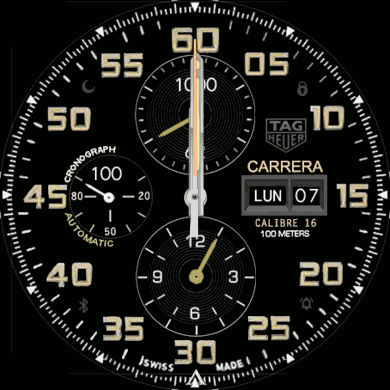 60
55 05
1000
50 10
TAG
HEUER
CHRONOGRAPH
CARRERA
100
80 20
50
AUTOMATIC
45 15
LUN 07
CALIBRE 16
100 METERS
12
9 3
6
40 20
35 25
30
SWISS MADE